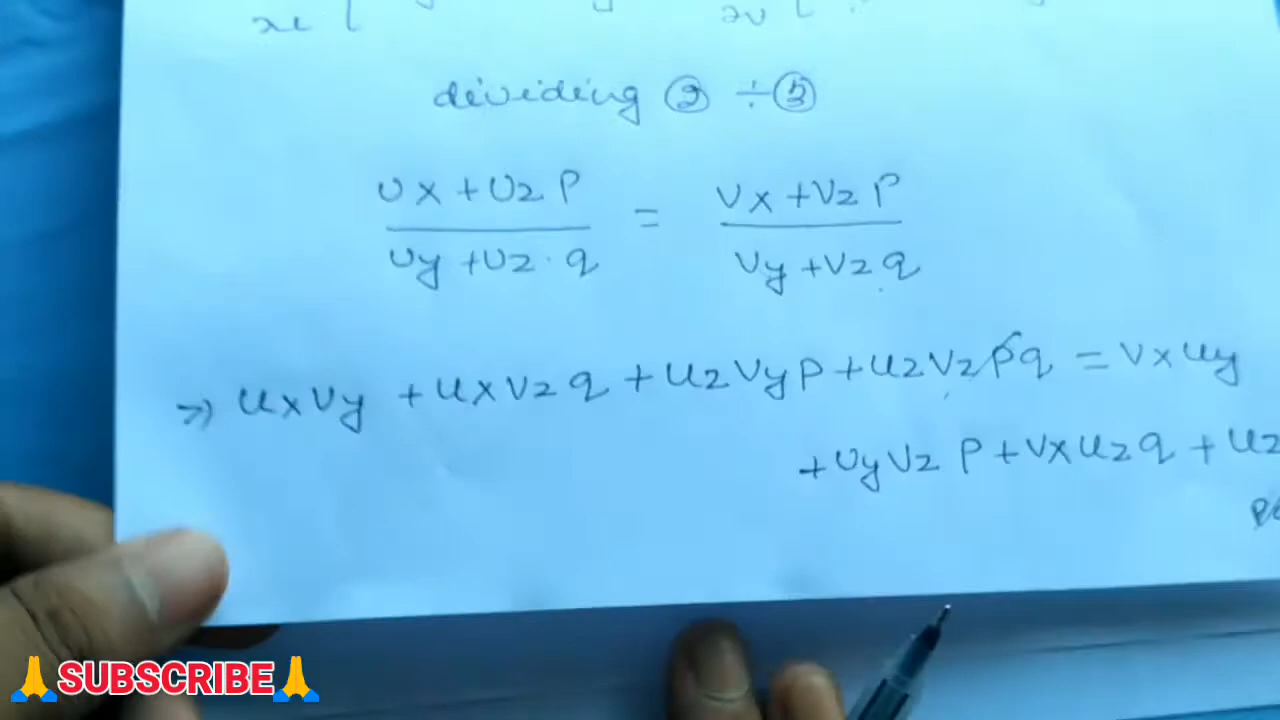 dividing ② ÷ ③
Ux + Uz p / Uy + Uz · q = Vx + Vz p / Vy + Vz q
⇒ UxVy + UxVz q + UzVy p + UzVz pq = VxUy
+ UyVz p + VxUz q + Uz
🙏SUBSCRIBE🙏